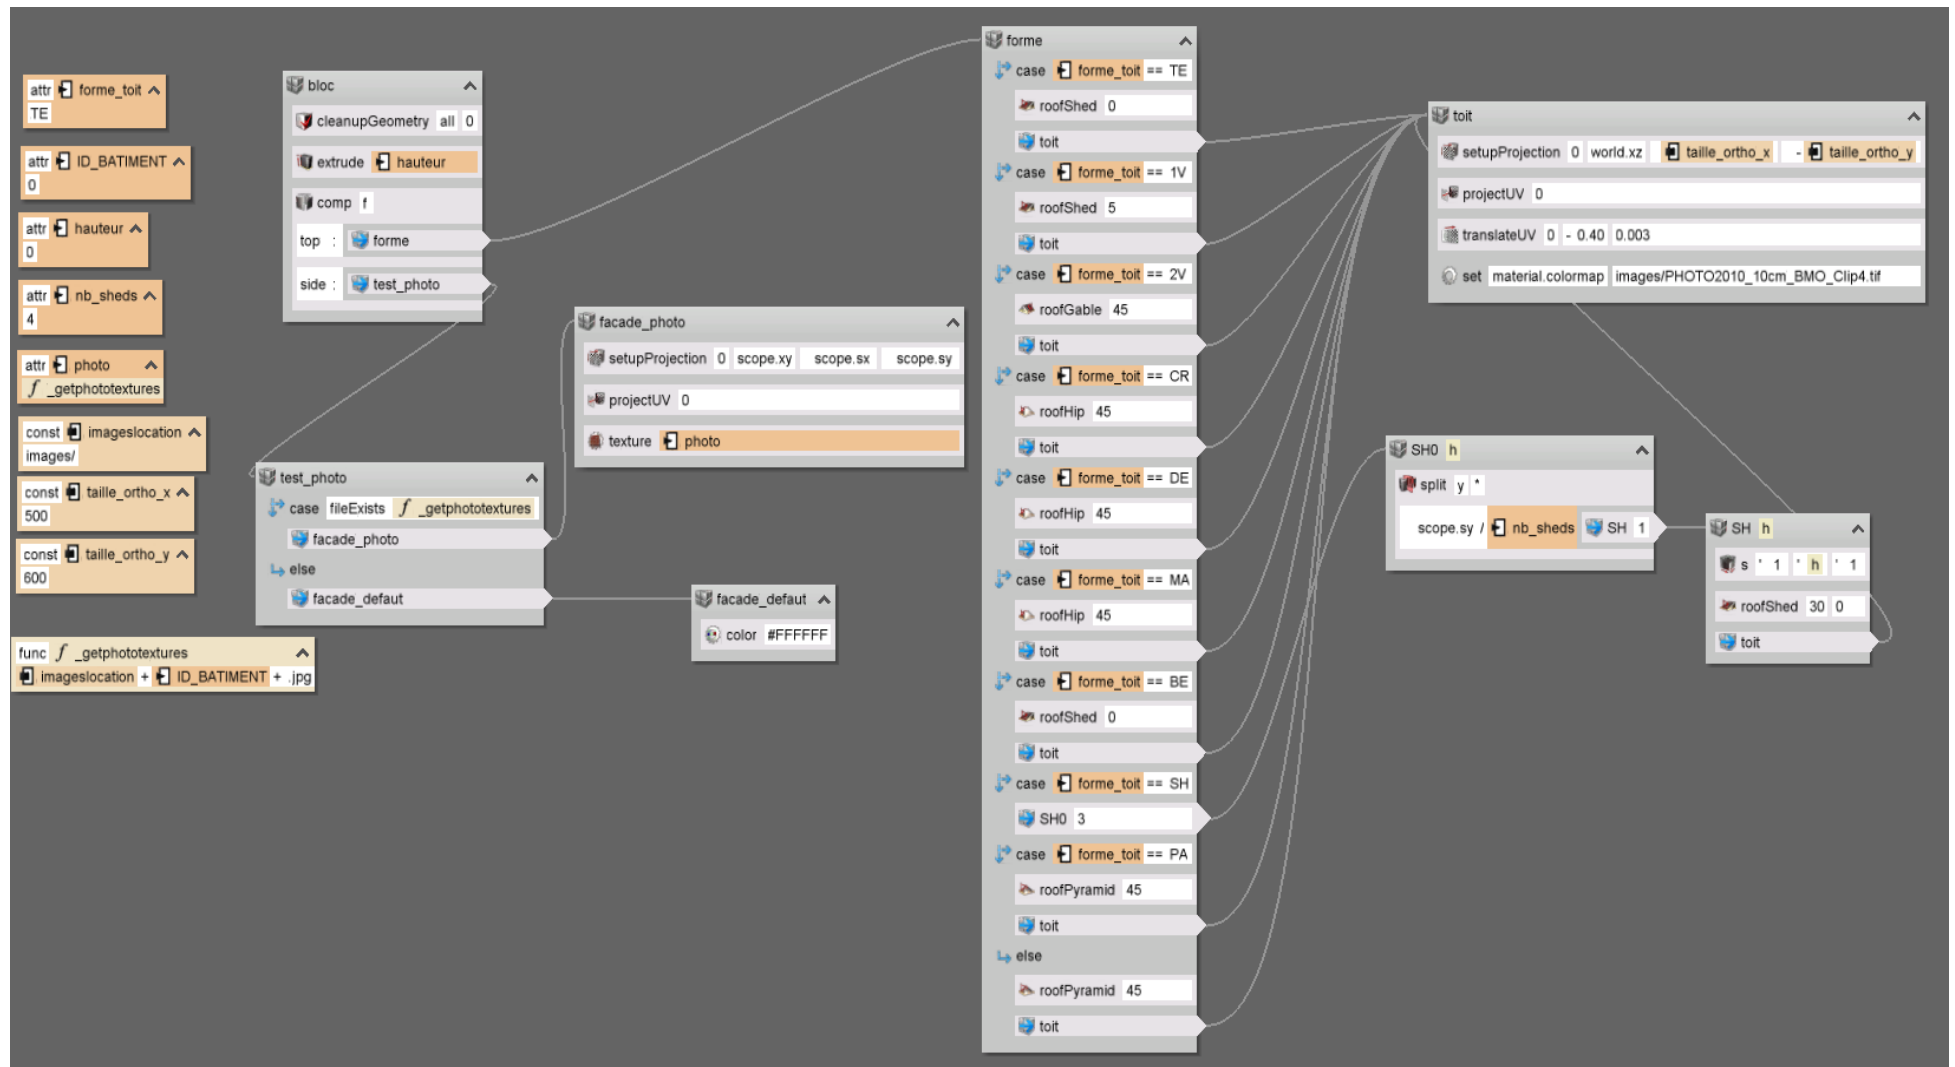 attr forme_toit
TE
attr ID_BATIMENT
0
attr hauteur
0
attr nb_sheds
4
attr photo
f _getphototextures
const imageslocation
images/
const taille_ortho_x
500
const taille_ortho_y
600
func f _getphototextures
imageslocation + ID_BATIMENT + .jpg
bloc
cleanupGeometry all 0
extrude hauteur
comp f
top : forme
side : test_photo
test_photo
case fileExists f _getphototextures
facade_photo
else
facade_defaut
facade_photo
setupProjection 0 scope.xy scope.sx scope.sy
projectUV 0
texture photo
facade_defaut
color #FFFFFF
forme
case forme_toit == TE
roofShed 0
toit
case forme_toit == 1V
roofShed 5
toit
case forme_toit == 2V
roofGable 45
toit
case forme_toit == CR
roofHip 45
toit
case forme_toit == DE
roofHip 45
toit
case forme_toit == MA
roofHip 45
toit
case forme_toit == BE
roofShed 0
toit
case forme_toit == SH
SH0 3
case forme_toit == PA
roofPyramid 45
toit
else
roofPyramid 45
toit
toit
setupProjection 0 world.xz taille_ortho_x - taille_ortho_y
projectUV 0
translateUV 0 - 0.40 0.003
set material.colormap images/PHOTO2010_10cm_BMO_Clip4.tif
SH0 h
split y *
scope.sy / nb_sheds SH 1
SH h
s ' 1 ' h ' 1
roofShed 30 0
toit